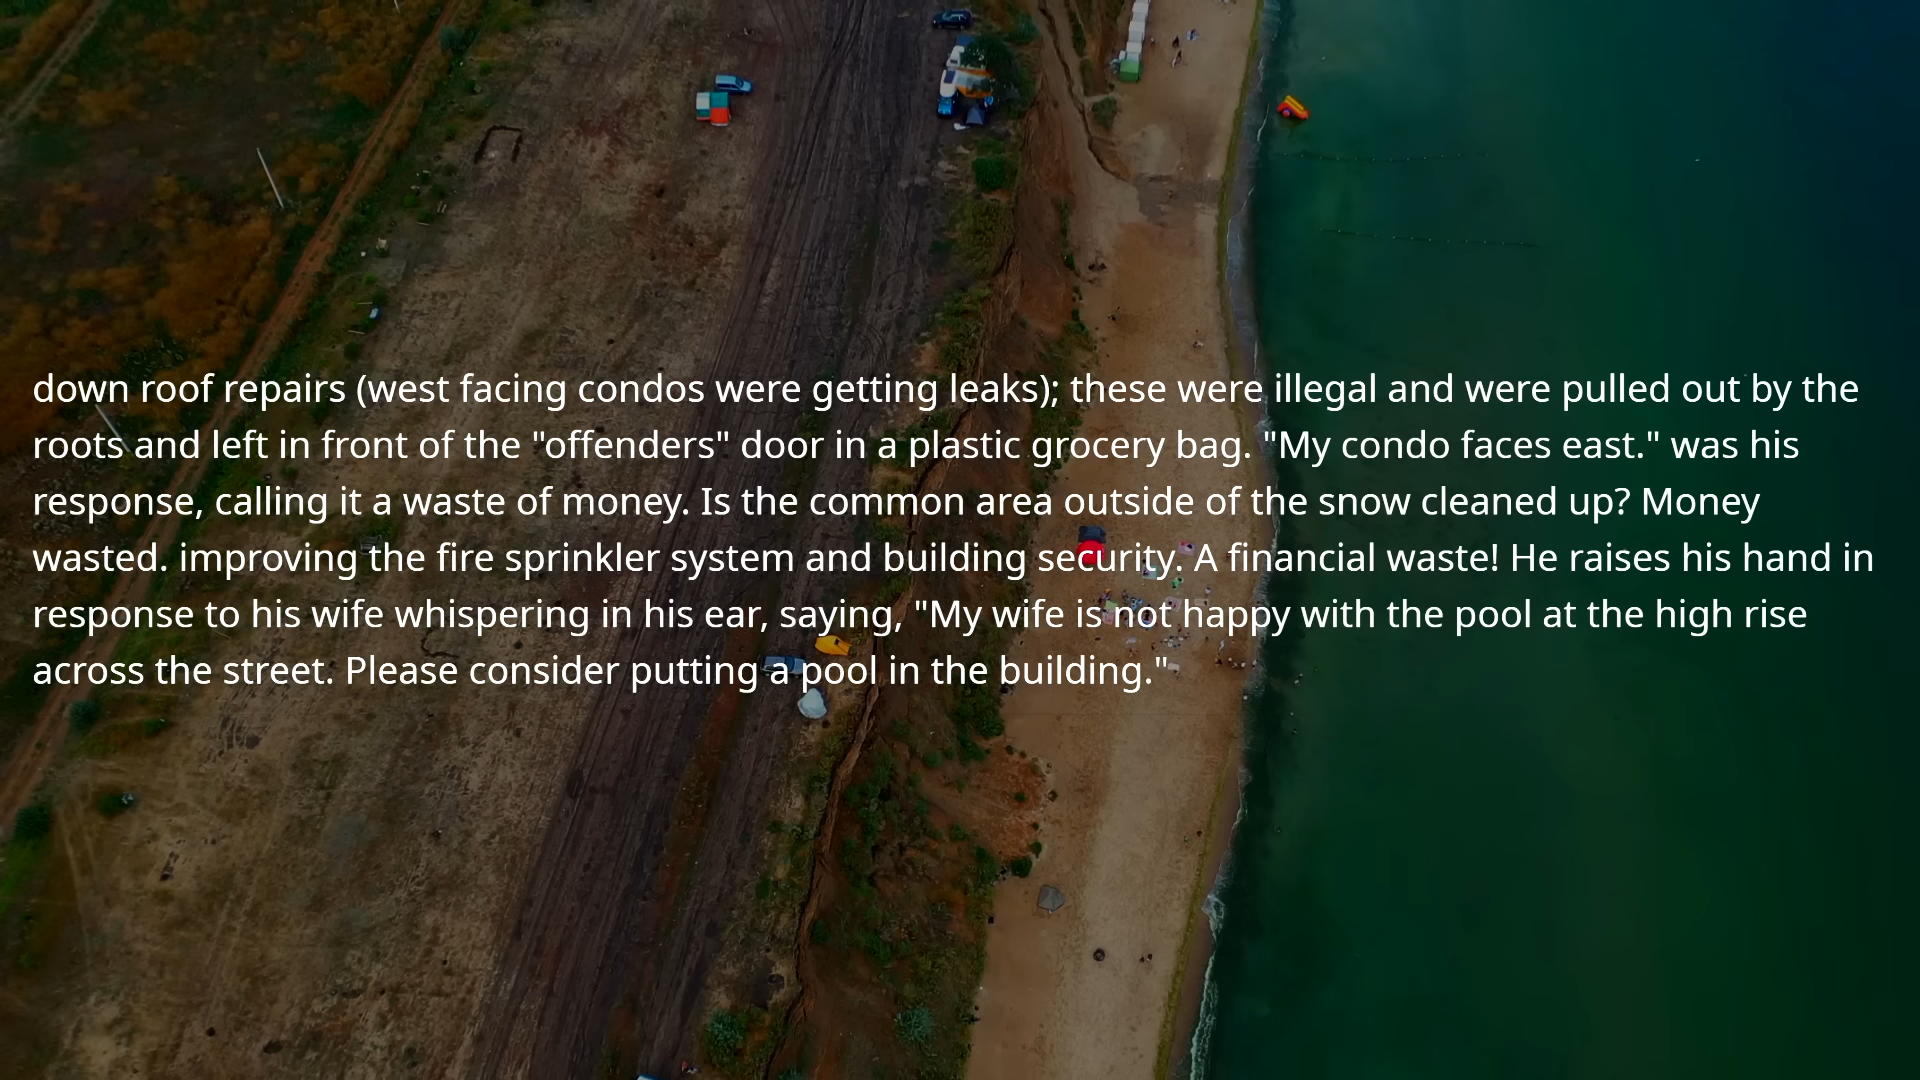 down roof repairs (west facing condos were getting leaks); these were illegal and were pulled out by the
roots and left in front of the "offenders" door in a plastic grocery bag. "My condo faces east." was his
response, calling it a waste of money. Is the common area outside of the snow cleaned up? Money
wasted. improving the fire sprinkler system and building security. A financial waste! He raises his hand in
response to his wife whispering in his ear, saying, "My wife is not happy with the pool at the high rise
across the street. Please consider putting a pool in the building."